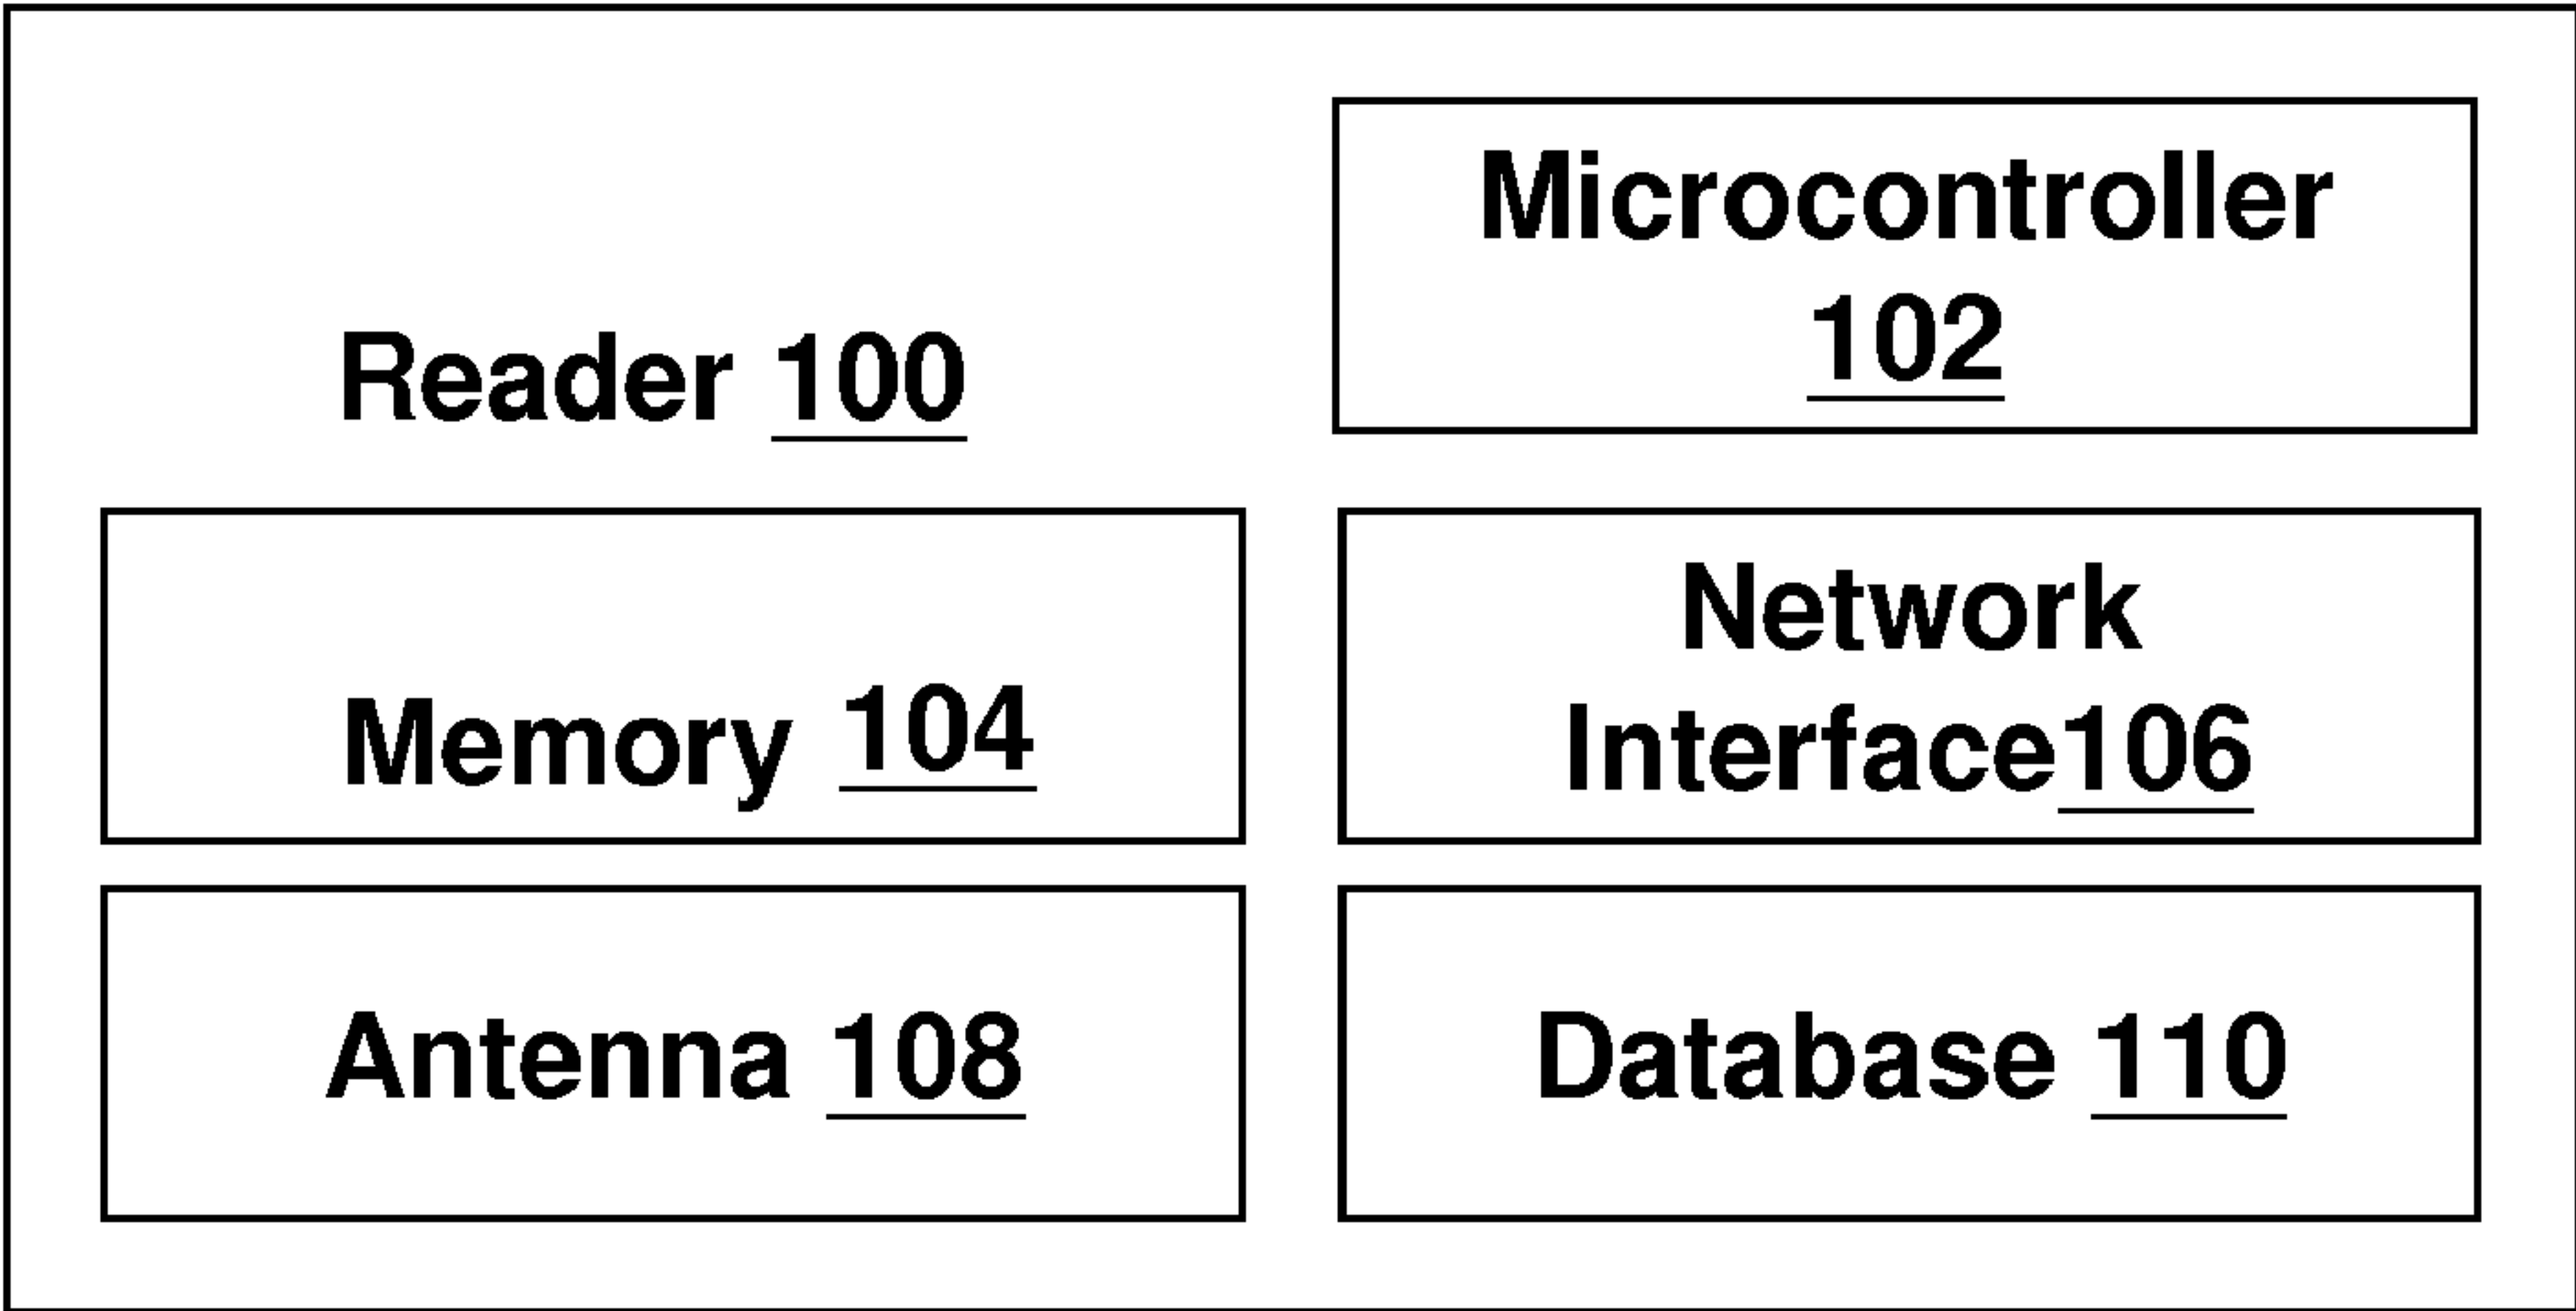 Reader 100
Microcontroller
102
Memory 104
Network
Interface106
Antenna 108
Database 110